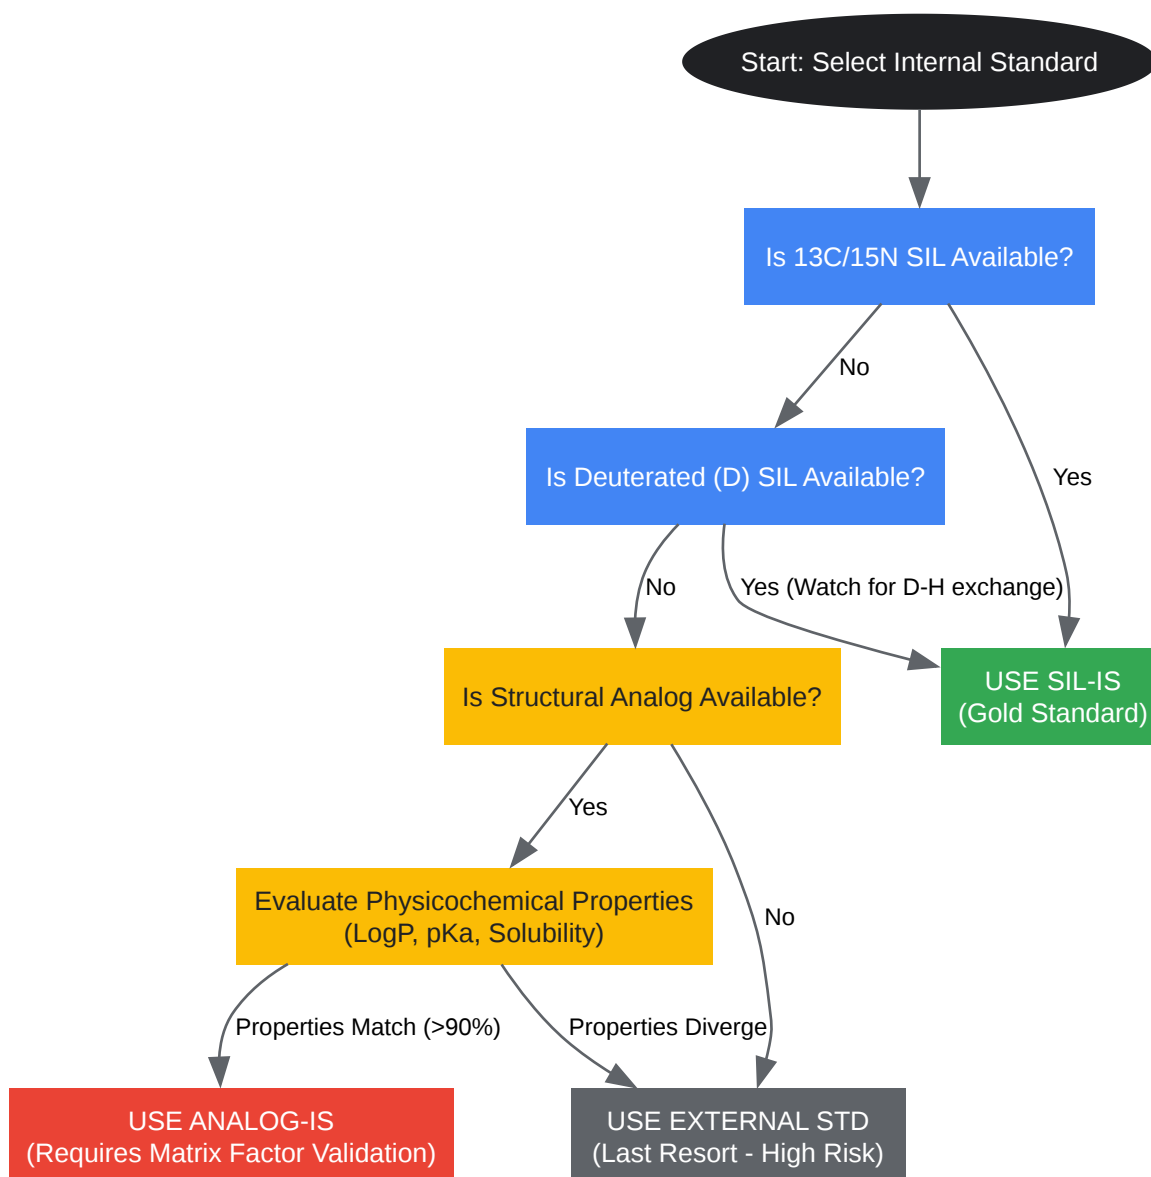 Start: Select Internal Standard
Is 13C/15N SIL Available?
No
Yes
Is Deuterated (D) SIL Available?
No
Yes (Watch for D-H exchange)
Is Structural Analog Available?
USE SIL-IS
(Gold Standard)
Yes
No
Evaluate Physicochemical Properties
(LogP, pKa, Solubility)
Properties Match (>90%)
Properties Diverge
USE ANALOG-IS
(Requires Matrix Factor Validation)
USE EXTERNAL STD
(Last Resort - High Risk)